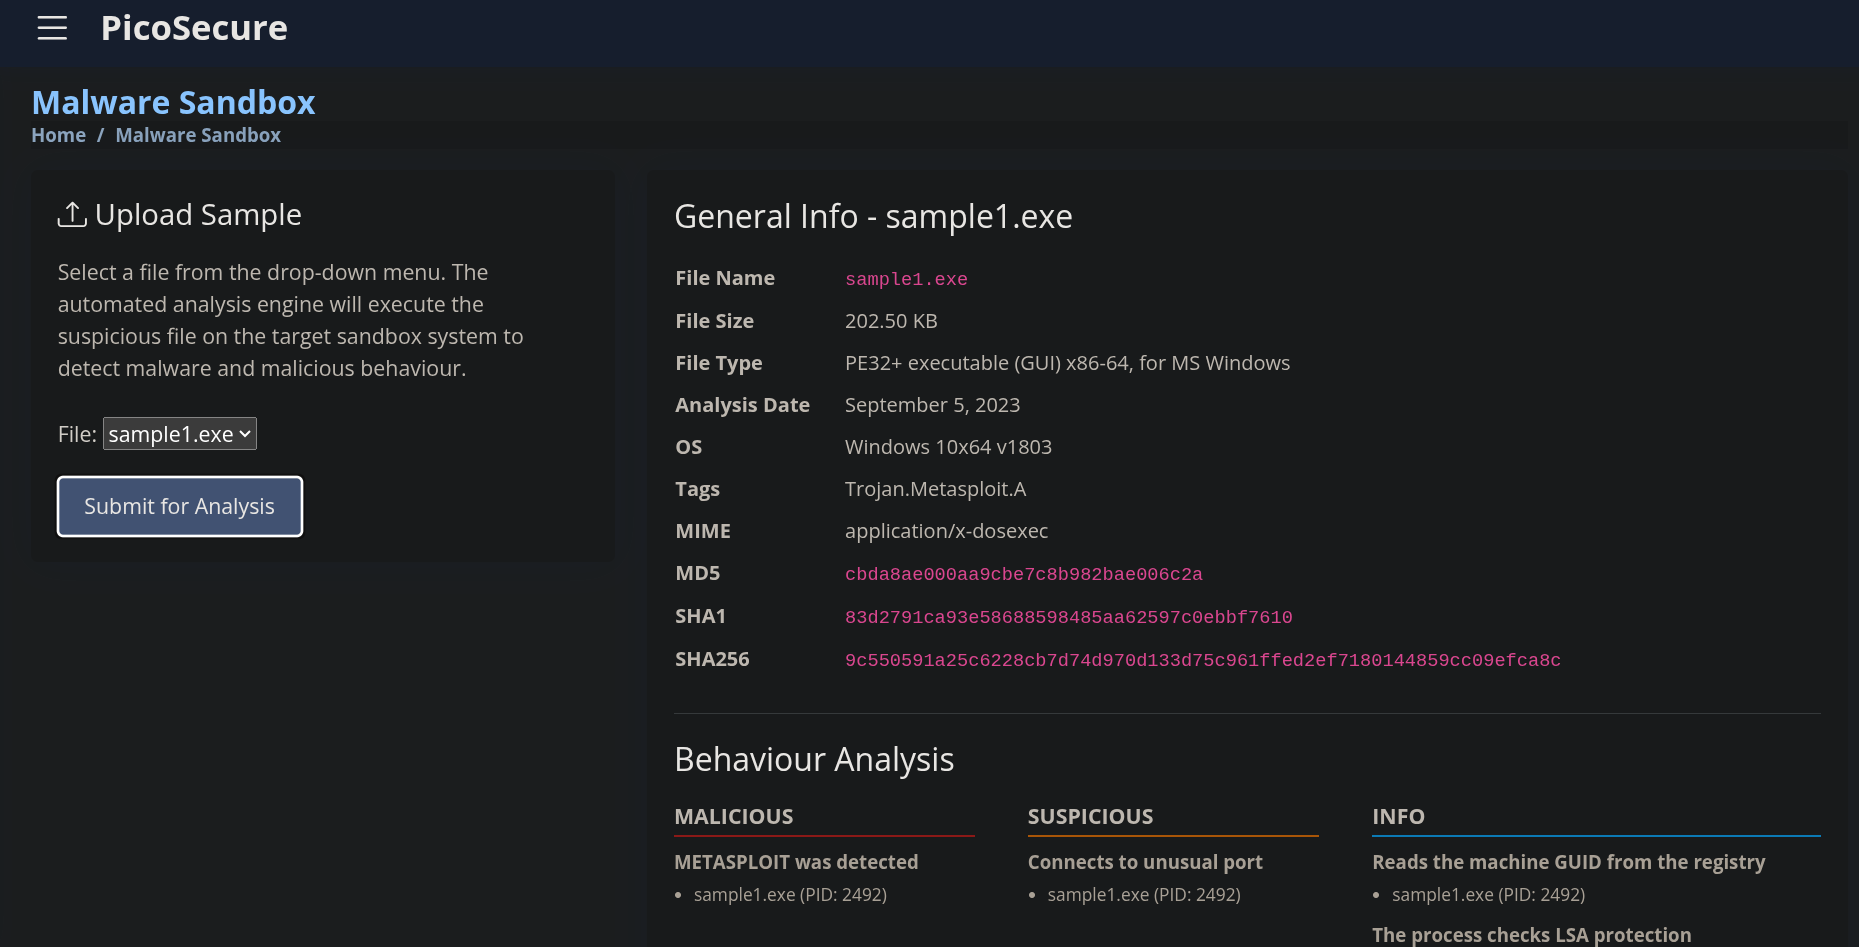 PicoSecure
Malware Sandbox
Home / Malware Sandbox
Upload Sample
Select a file from the drop-down menu. The
automated analysis engine will execute the
suspicious file on the target sandbox system to
detect malware and malicious behaviour.
File: sample1.exe
Submit for Analysis
General Info - sample1.exe
File Name sample1.exe
File Size 202.50 KB
File Type PE32+ executable (GUI) x86-64, for MS Windows
Analysis Date September 5, 2023
OS Windows 10x64 v1803
Tags Trojan.Metasploit.A
MIME application/x-dosexec
MD5 cbda8ae000aa9cbe7c8b982bae006c2a
SHA1 83d2791ca93e58688598485aa62597c0ebbf7610
SHA256 9c550591a25c6228cb7d74d970d133d75c961ffed2ef7180144859cc09efca8c
Behaviour Analysis
MALICIOUS
METASPLOIT was detected
• sample1.exe (PID: 2492)
SUSPICIOUS
Connects to unusual port
• sample1.exe (PID: 2492)
INFO
Reads the machine GUID from the registry
• sample1.exe (PID: 2492)
The process checks LSA protection